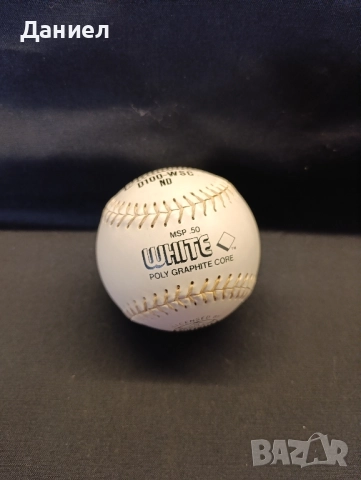 Даниел
D100-WSC
ND
MSP .50
WHITE
POLY GRAPHITE CORE
BAZAR